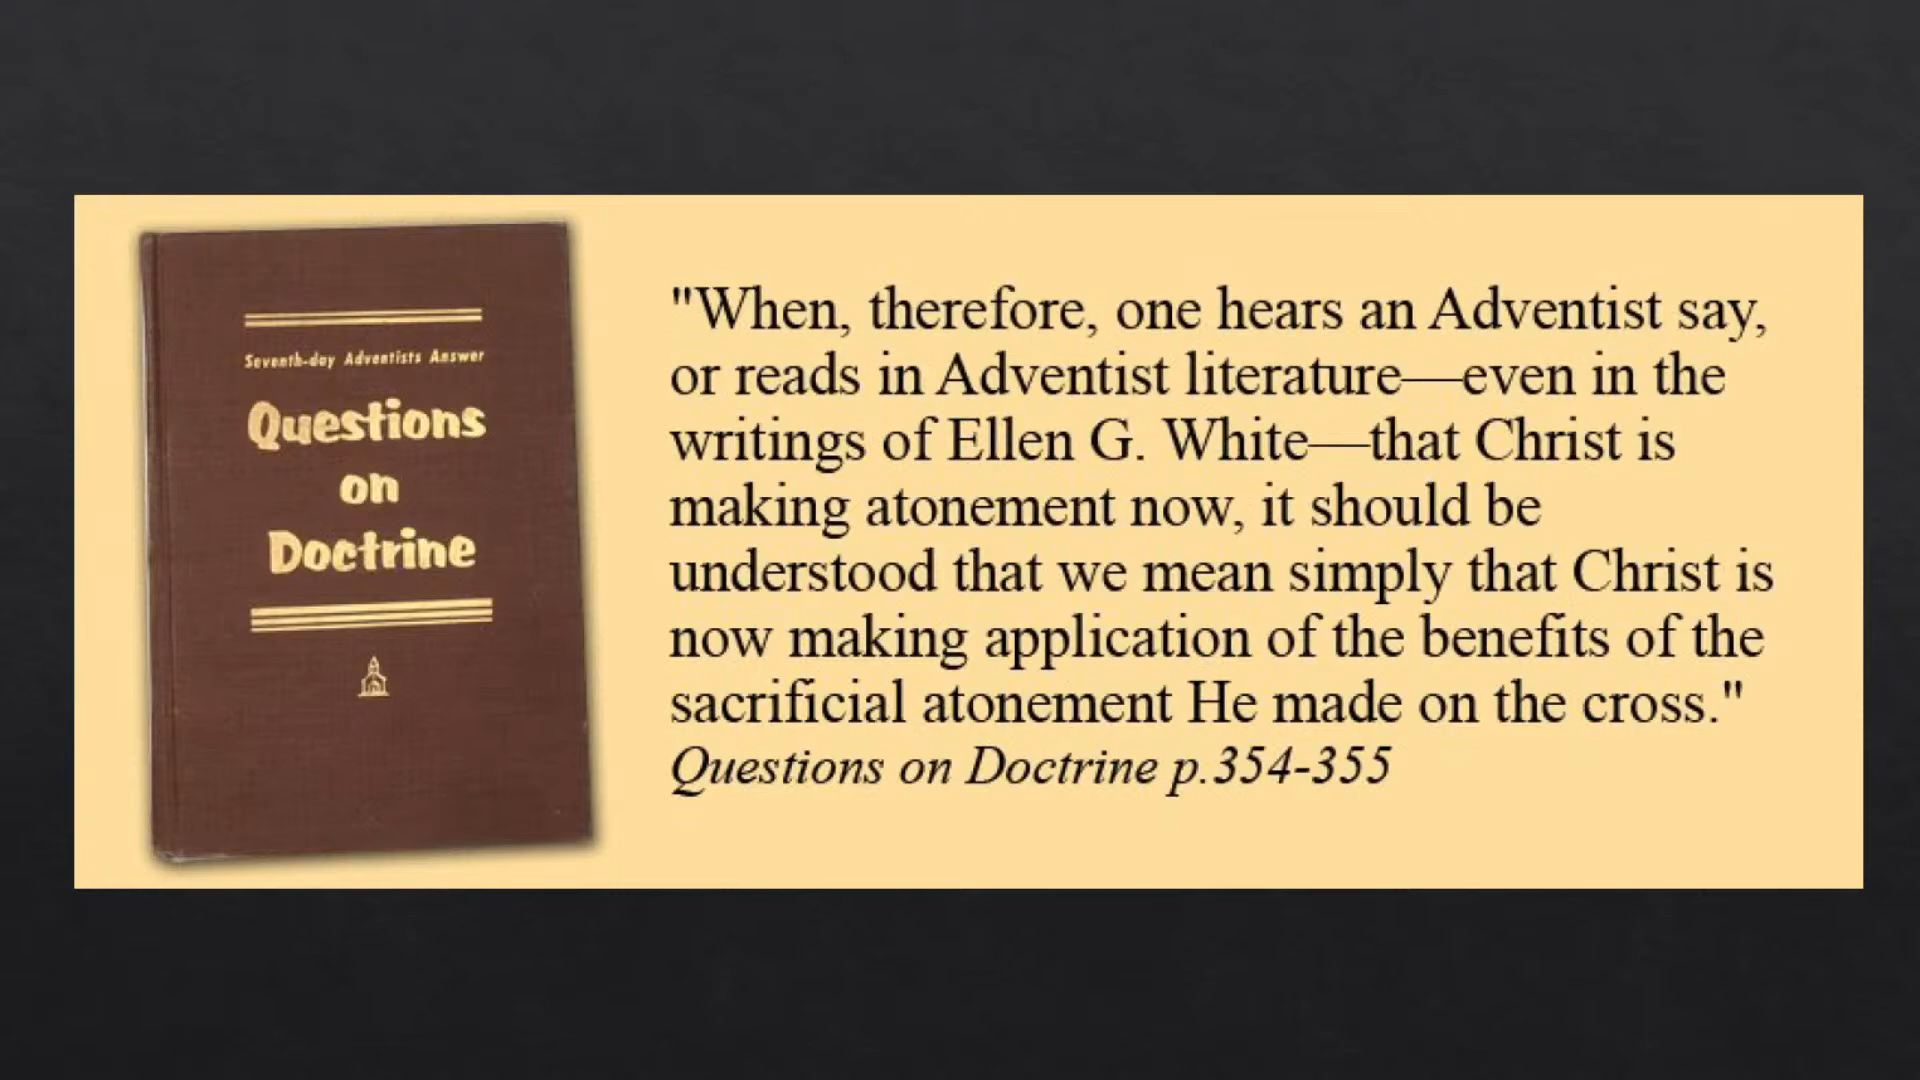 Seventh-day Adventists Answer
Questions
on
Doctrine
"When, therefore, one hears an Adventist say,
or reads in Adventist literature—even in the
writings of Ellen G. White—that Christ is
making atonement now, it should be
understood that we mean simply that Christ is
now making application of the benefits of the
sacrificial atonement He made on the cross."
Questions on Doctrine p.354-355